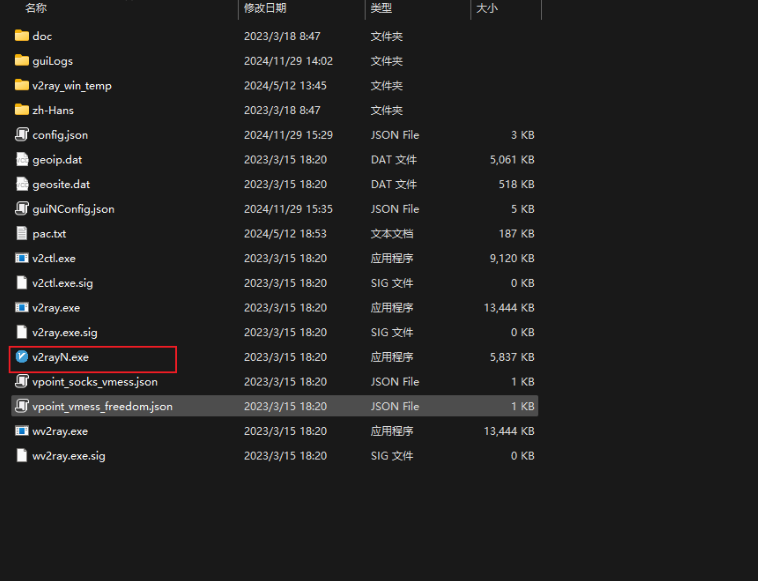 名称 修改日期 类型 大小
doc 2023/3/18 8:47 文件夹
guiLogs 2024/11/29 14:02 文件夹
v2ray_win_temp 2024/5/12 13:45 文件夹
zh-Hans 2023/3/18 8:47 文件夹
config.json 2024/11/29 15:29 JSON File 3 KB
geoip.dat 2023/3/15 18:20 DAT 文件 5,061 KB
geosite.dat 2023/3/15 18:20 DAT 文件 518 KB
guiNConfig.json 2024/11/29 15:35 JSON File 5 KB
pac.txt 2024/5/12 18:53 文本文档 187 KB
v2ctl.exe 2023/3/15 18:20 应用程序 9,120 KB
v2ctl.exe.sig 2023/3/15 18:20 SIG 文件 0 KB
v2ray.exe 2023/3/15 18:20 应用程序 13,444 KB
v2ray.exe.sig 2023/3/15 18:20 SIG 文件 0 KB
v2rayN.exe 2023/3/15 18:20 应用程序 5,837 KB
vpoint_socks_vmess.json 2023/3/15 18:20 JSON File 1 KB
vpoint_vmess_freedom.json 2023/3/15 18:20 JSON File 1 KB
wv2ray.exe 2023/3/15 18:20 应用程序 13,444 KB
wv2ray.exe.sig 2023/3/15 18:20 SIG 文件 0 KB